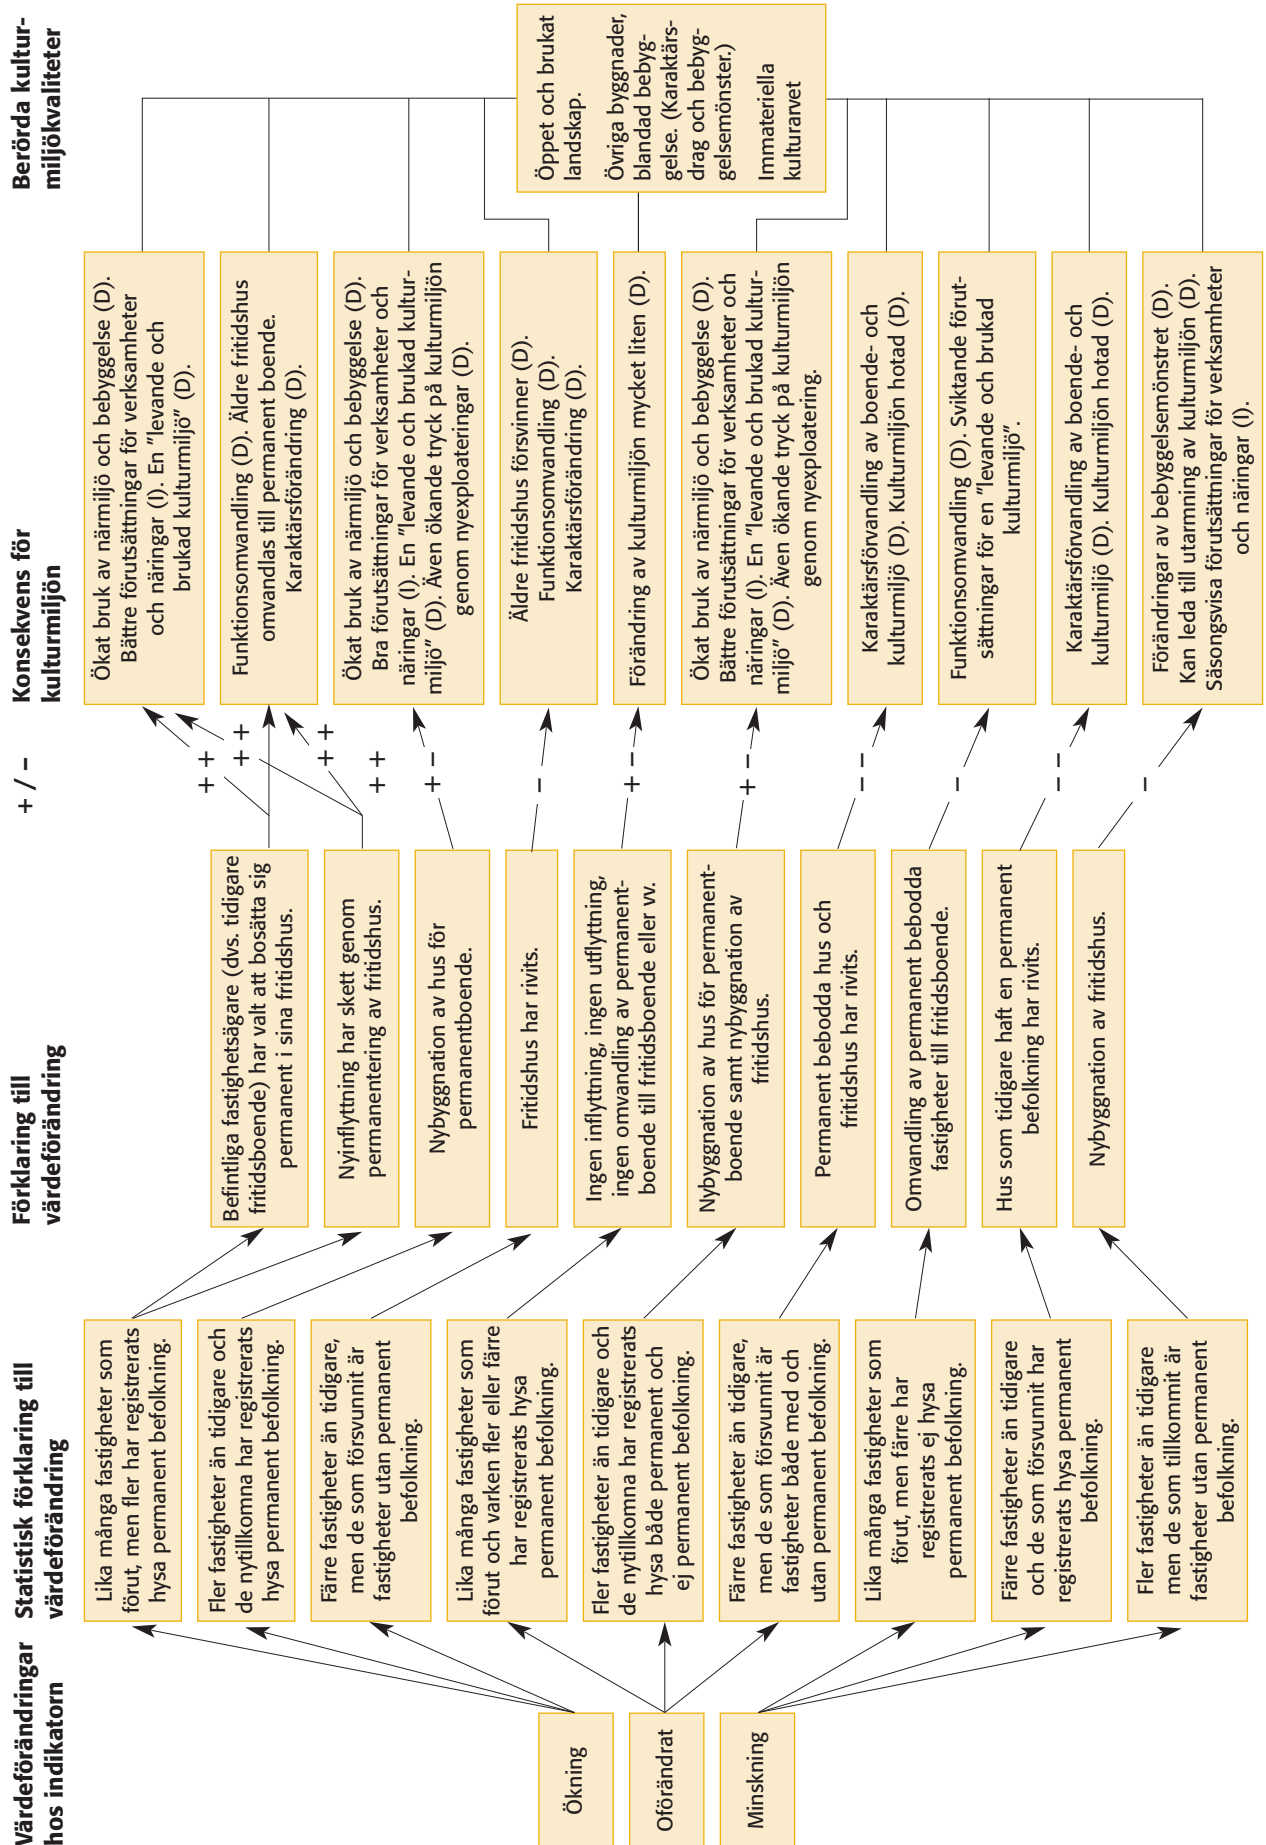 Värdeförändringar
hos indikatorn
Statistisk förklaring till
värdeförändring
Förklaring till
värdeförändring
+ / –
Konsekvens för
kulturmiljön
Berörda kultur-
miljökvaliteter
Ökning
Oförändrat
Minskning
Lika många fastigheter som
förut, men fler har registrerats
hysa permanent befolkning.
Fler fastigheter än tidigare och
de nytillkomna har registrerats
hysa permanent befolkning.
Färre fastigheter än tidigare,
men de som försvunnit är
fastigheter utan permanent
befolkning.
Lika många fastigheter som
förut och varken fler eller färre
har registrerats hysa
permanent befolkning.
Fler fastigheter än tidigare och
de nytillkomna har registrerats
hysa både permanent och
ej permanent befolkning.
Färre fastigheter än tidigare,
men de som försvunnit är
fastigheter både med och
utan permanent befolkning.
Lika många fastigheter som
förut, men färre har
registrerats ej hysa
permanent befolkning.
Färre fastigheter än tidigare
och de som försvunnit har
registrerats hysa permanent
befolkning.
Fler fastigheter än tidigare
men de som tillkommit är
fastigheter utan permanent
befolkning.
Befintliga fastighetsägare (dvs. tidigare
fritidsboende) har valt att bosätta sig
permanent i sina fritidshus.
Nyinflyttning har skett genom
permanentering av fritidshus.
Nybyggnation av hus för
permanentboende.
Fritidshus har rivits.
Ingen inflyttning, ingen utflyttning,
ingen omvandling av permanent-
boende till fritidsboende eller vv.
Nybyggnation av hus för permanent-
boende samt nybyggnation av
fritidshus.
Permanent bebodda hus och
fritidshus har rivits.
Omvandling av permanent bebodda
fastigheter till fritidsboende.
Hus som tidigare haft en permanent
befolkning har rivits.
Nybyggnation av fritidshus.
+ +
+ +
+ +
+ +
+ –
–
+ –
+ –
– –
–
– –
–
Ökat bruk av närmiljö och bebyggelse (D).
Bättre förutsättningar för verksamheter
och näringar (I). En ”levande och
brukad kulturmiljö” (D).
Funktionsomvandling (D). Äldre fritidshus
omvandlas till permanent boende.
Karaktärsförändring (D).
Ökat bruk av närmiljö och bebyggelse (D).
Bra förutsättningar för verksamheter och
näringar (I). En ”levande och brukad kultur-
miljö” (D). Även ökande tryck på kulturmiljön
genom nyexploateringar (D).
Äldre fritidshus försvinner (D).
Funktionsomvandling (D).
Karaktärsförändring (D).
Förändring av kulturmiljön mycket liten (D).
Ökat bruk av närmiljö och bebyggelse (D).
Bättre förutsättningar för verksamheter och
näringar (I). En ”levande och brukad kultur-
miljö” (D). Även ökande tryck på kulturmiljön
genom nyexploatering.
Karaktärsförvandling av boende- och
kulturmiljö (D). Kulturmiljön hotad (D).
Funktionsomvandling (D). Sviktande förut-
sättningar för en ”levande och brukad
kulturmiljö”.
Karaktärsförvandling av boende- och
kulturmiljö (D). Kulturmiljön hotad (D).
Förändringar av bebyggelsemönstret (D).
Kan leda till utarmning av kulturmiljön (D).
Säsongsvisa förutsättningar för verksamheter
och näringar (I).
Öppet och brukat
landskap.
Övriga byggnader,
blandad bebyg-
gelse. (Karaktärs-
drag och bebyg-
gelsemönster.)
Immateriella
kulturarvet